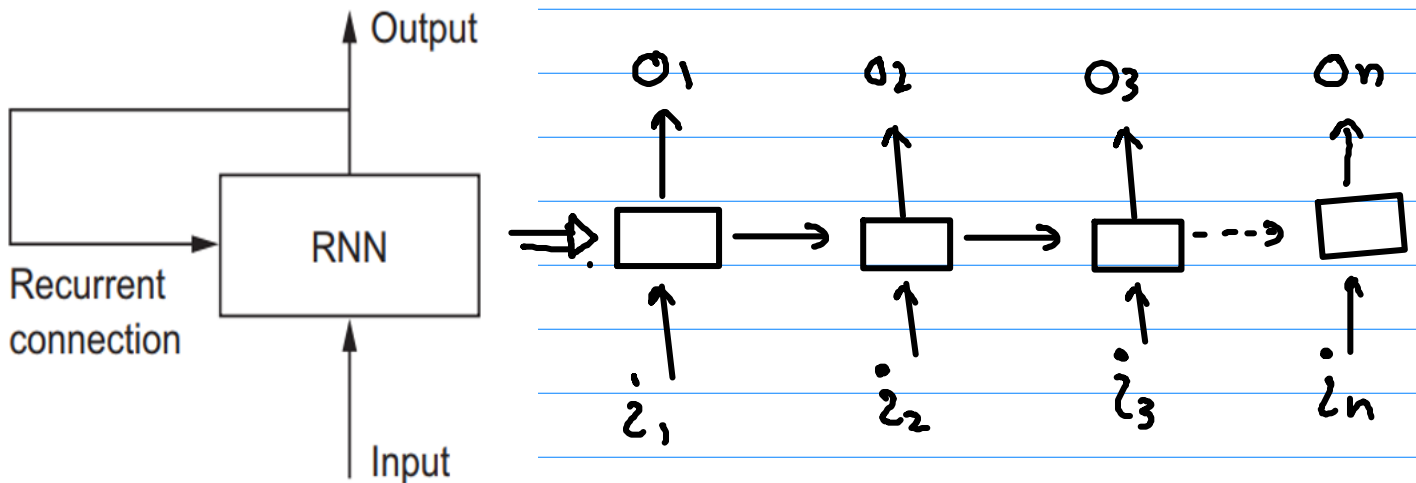 Output
RNN
Recurrent
connection
Input
O1 O2 O3 On
i1 i2 i3 in